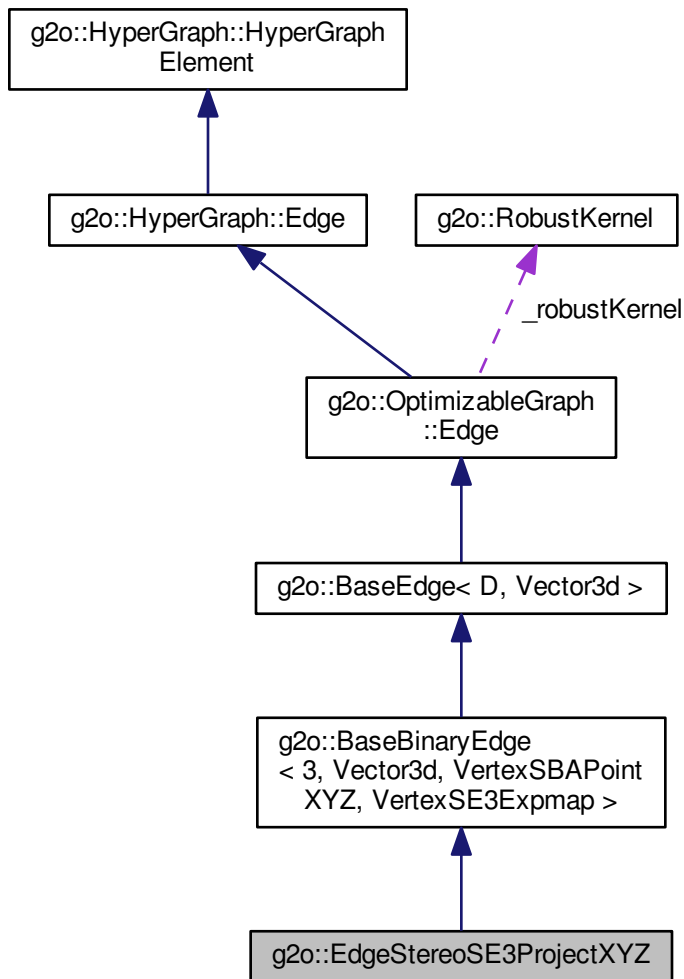 g2o::HyperGraph::HyperGraph
Element
g2o::HyperGraph::Edge
g2o::RobustKernel
_robustKernel
g2o::OptimizableGraph
::Edge
g2o::BaseEdge< D, Vector3d >
g2o::BaseBinaryEdge
< 3, Vector3d, VertexSBAPoint
XYZ, VertexSE3Expmap >
g2o::EdgeStereoSE3ProjectXYZ